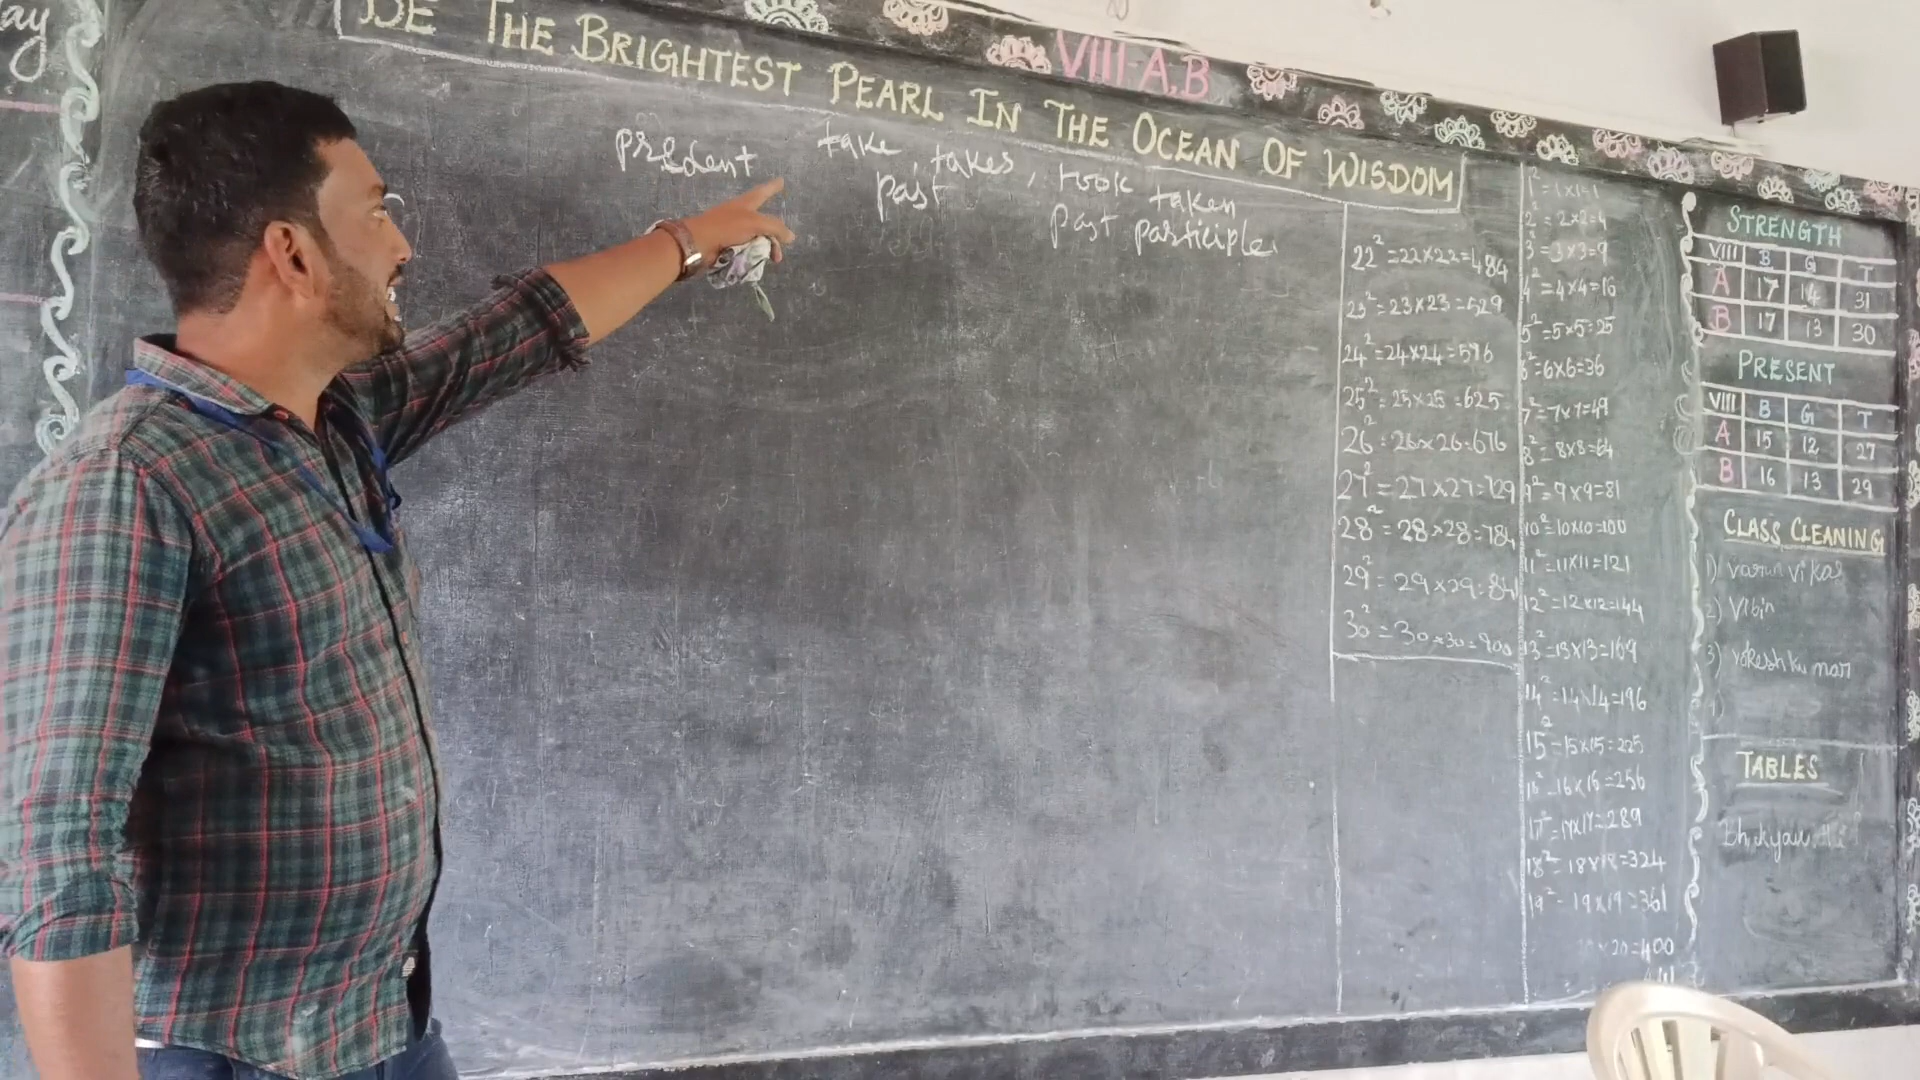 ay
BE THE BRIGHTEST PEARL IN THE OCEAN OF WISDOM
VIII-A,B
present take, takes, took taken
past past participle
22²=22×22=484
23²=23×23=529
24²=24×24=576
25²=25×25=625
26²=26×26=676
27²=27×27=729
28²=28×28=784
29²=29×29=841
30²=30×30=900
1²=1×1=1
2²=2×2=4
3²=3×3=9
4²=4×4=16
5²=5×5=25
6²=6×6=36
7²=7×7=49
8²=8×8=64
9²=9×9=81
10²=10×10=100
11²=11×11=121
12²=12×12=144
13²=13×13=169
14²=14×14=196
15²=15×15=225
16²=16×16=256
17²=17×17=289
18²=18×18=324
19²=19×19=361
20×20=400
STRENGTH
VIII B G T
A 17 14 31
B 17 13 30
PRESENT
VIII B G T
A 15 12 27
B 16 13 29
CLASS CLEANING
1) varun vikas
2) Vibin
3) Yokesh kumar
4)
TABLES